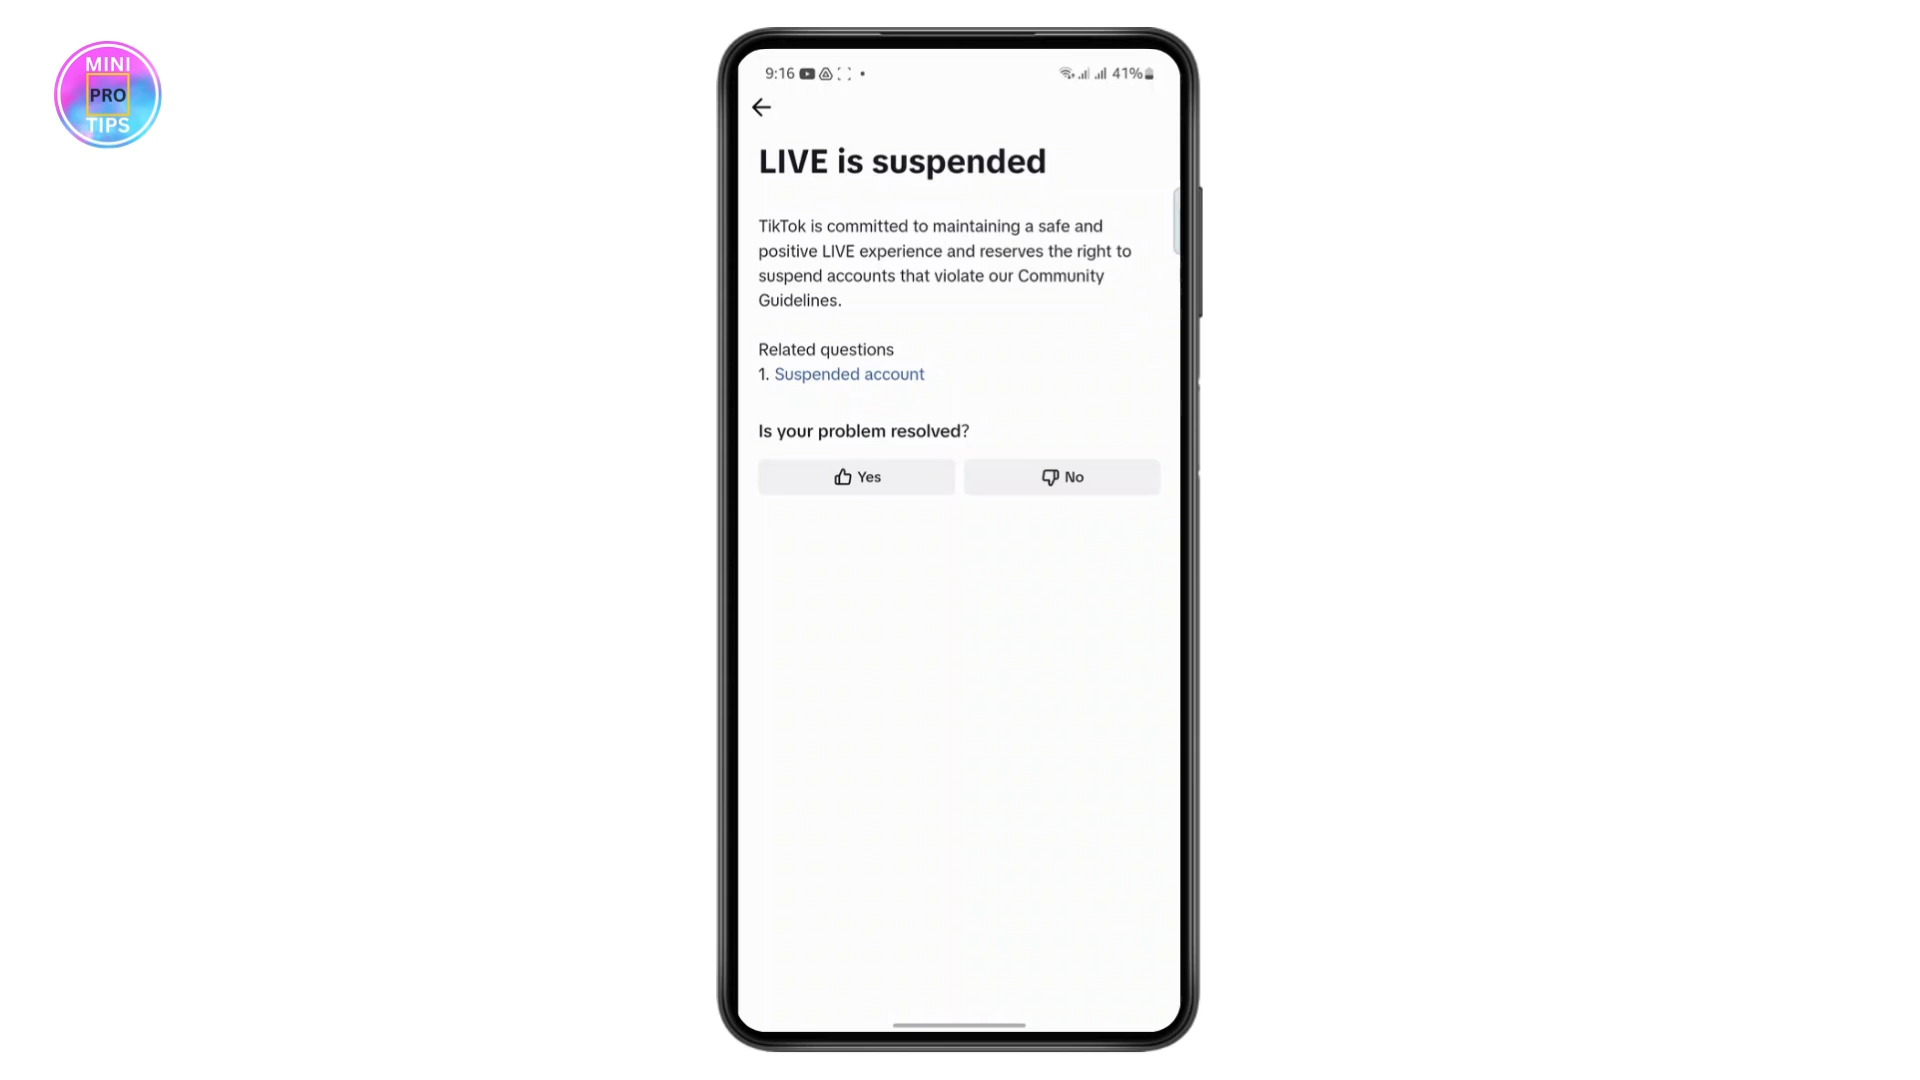 MINI
PRO
TIPS
9:16
41%
LIVE is suspended
TikTok is committed to maintaining a safe and
positive LIVE experience and reserves the right to
suspend accounts that violate our Community
Guidelines.
Related questions
1. Suspended account
Is your problem resolved?
Yes
No